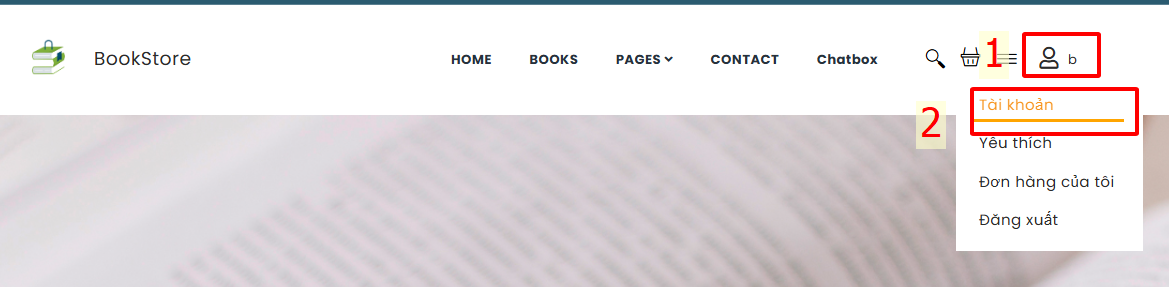 BookStore HOME BOOKS PAGES CONTACT Chatbox 1 b
2 Tài khoản
Yêu thích
Đơn hàng của tôi
Đăng xuất